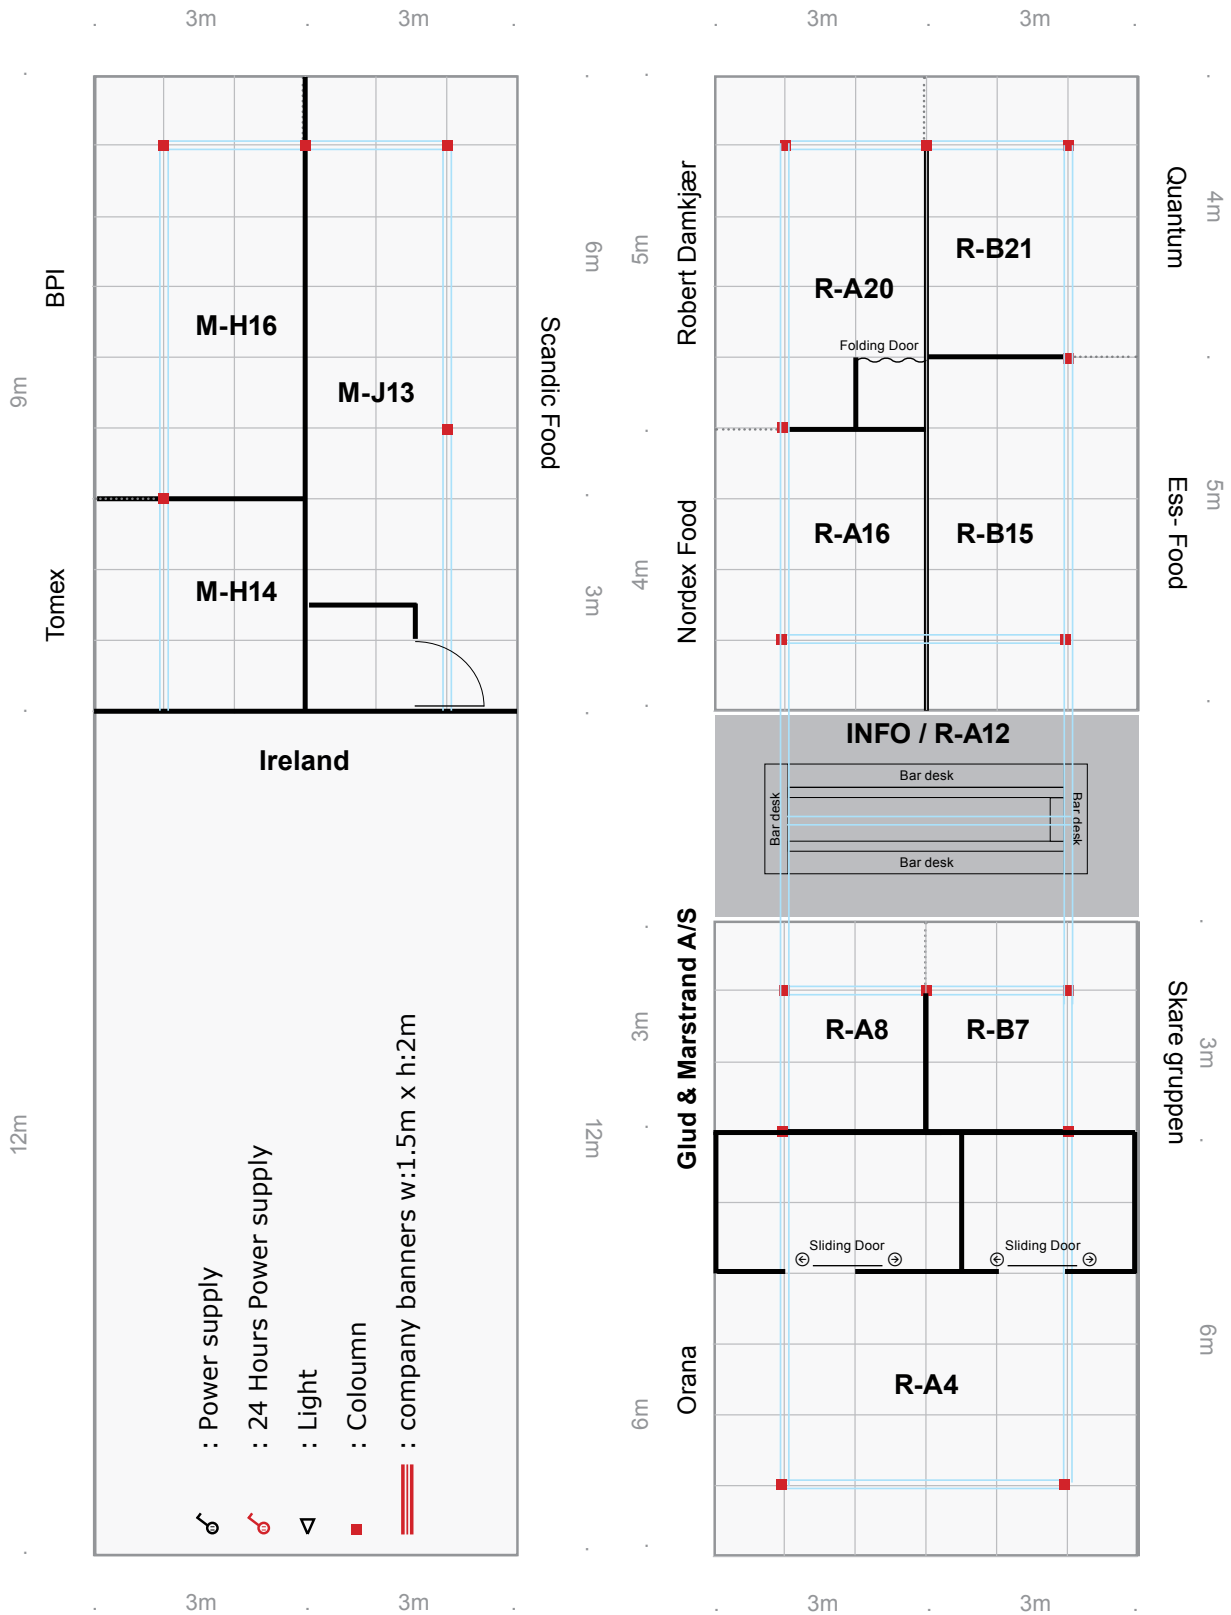 3m
3m
3m
3m
BPI
M-H16
M-J13
Scandic Food
9m
6m
Tomex
M-H14
3m
Ireland
12m
12m
: Power supply
: 24 Hours Power supply
: Light
: Coloumn
: company banners w:1.5m x h:2m
3m
3m
Robert Damkjær
5m
R-A20
R-B21
Quantum
4m
Folding Door
Nordex Food
4m
R-A16
R-B15
Ess- Food
5m
INFO / R-A12
Bar desk
Bar desk
Bar desk
Bar desk
Glud & Marstrand A/S
3m
R-A8
R-B7
Skare gruppen
3m
Sliding Door
Sliding Door
Orana
6m
R-A4
6m
3m
3m